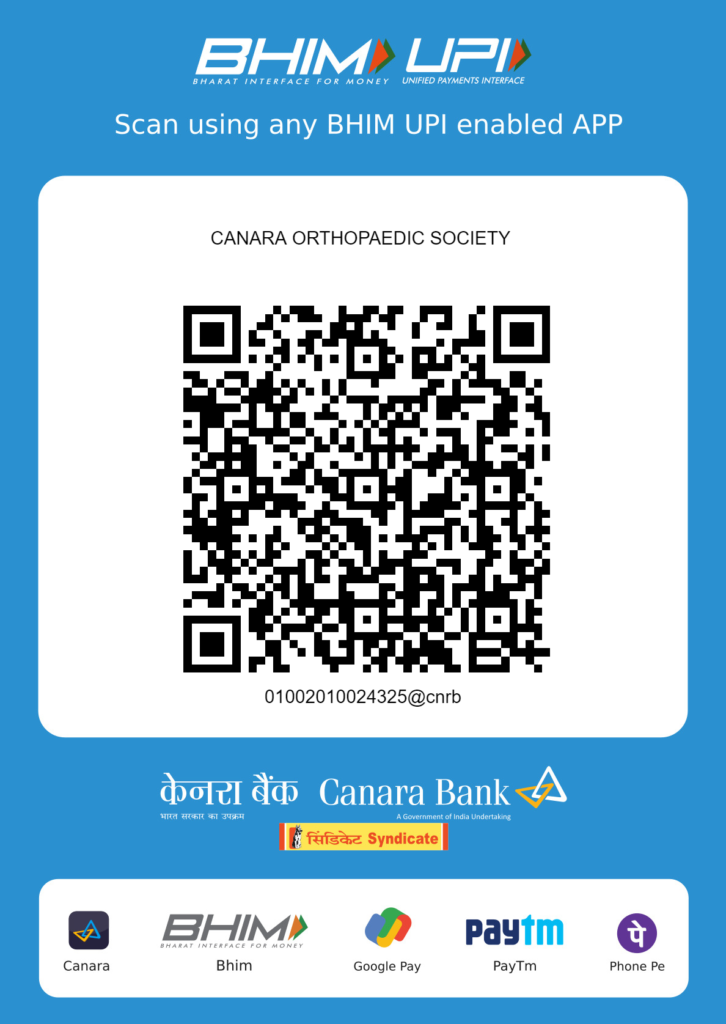 BHIM UPI
BHARAT INTERFACE FOR MONEY UNIFIED PAYMENTS INTERFACE
Scan using any BHIM UPI enabled APP
CANARA ORTHOPAEDIC SOCIETY
01002010024325@cnrb
केनरा बैंक Canara Bank
भारत सरकार का उपक्रम A Government of India Undertaking
सिंडिकेट Syndicate
BHIM
BHARAT INTERFACE FOR MONEY
paytm
पे
Canara Bhim Google Pay PayTm Phone Pe